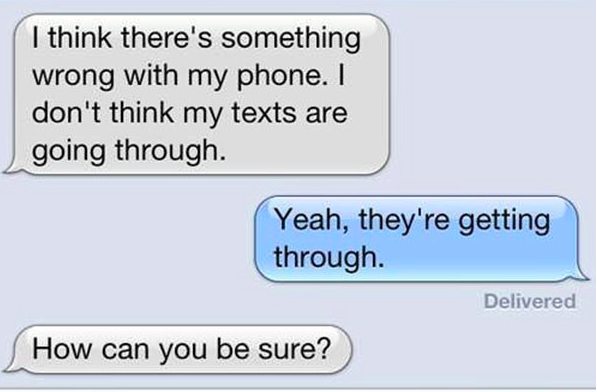 I think there's something
wrong with my phone. I
don't think my texts are
going through.
Yeah, they're getting
through.
Delivered
How can you be sure?